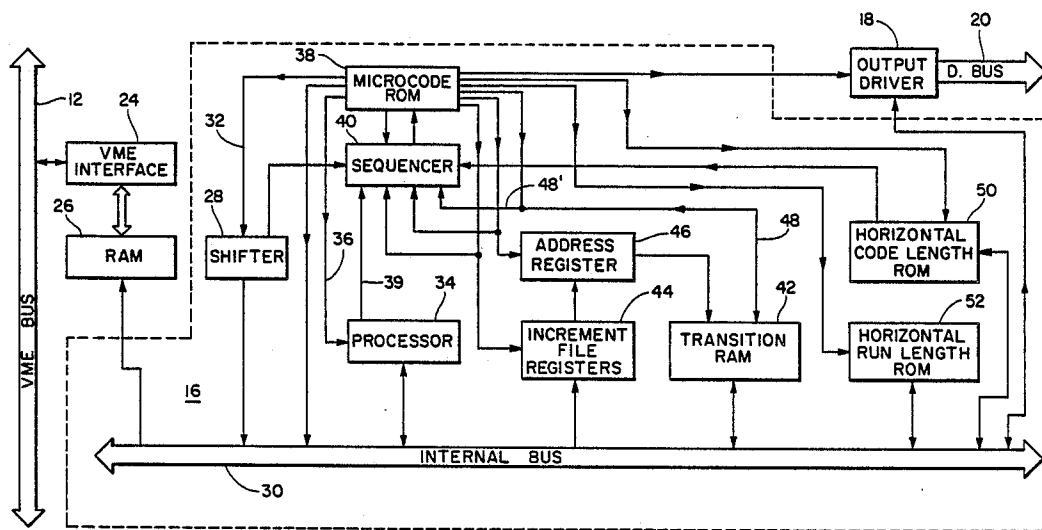 18
20
38
MICROCODE
ROM
OUTPUT
DRIVER
D. BUS
12
24
32
40
VME
INTERFACE
SEQUENCER
48'
50
26
28
36
46
48
RAM
SHIFTER
ADDRESS
REGISTER
HORIZONTAL
CODE LENGTH
ROM
39
34
44
42
52
PROCESSOR
INCREMENT
FILE
REGISTERS
TRANSITION
RAM
HORIZONTAL
RUN LENGTH
ROM
VME BUS
16
INTERNAL BUS
30